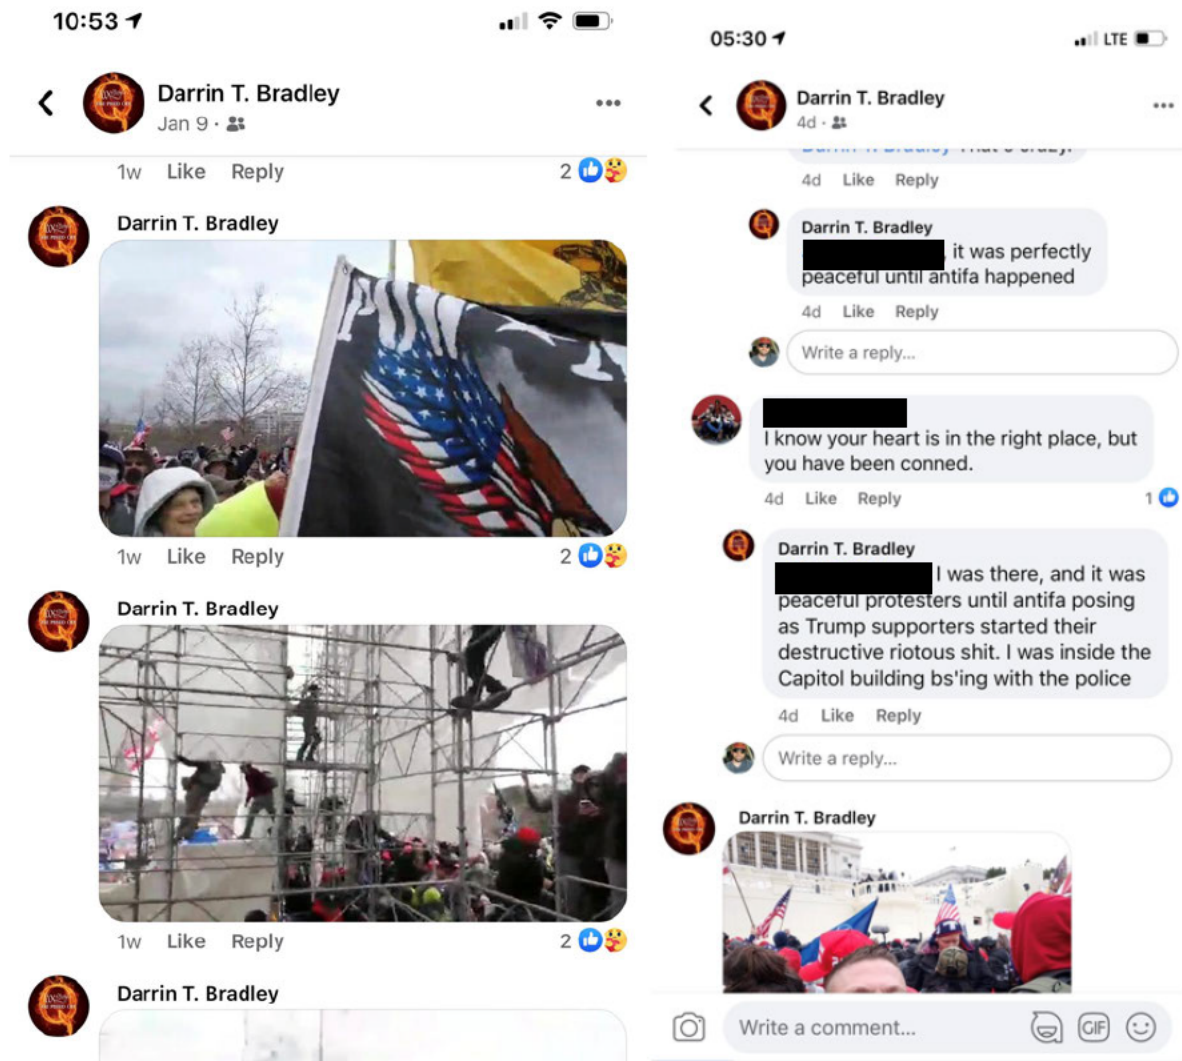 10:53
Darrin T. Bradley
Jan 9 ·
1w Like Reply 2
Darrin T. Bradley
1w Like Reply 2
Darrin T. Bradley
1w Like Reply 2
Darrin T. Bradley
05:30 LTE
Darrin T. Bradley
4d ·
Darrin T. Bradley That's crazy.
4d Like Reply
Darrin T. Bradley
, it was perfectly
peaceful until antifa happened
4d Like Reply
Write a reply...
I know your heart is in the right place, but
you have been conned.
4d Like Reply 1
Darrin T. Bradley
I was there, and it was
peaceful protesters until antifa posing
as Trump supporters started their
destructive riotous shit. I was inside the
Capitol building bs'ing with the police
4d Like Reply
Write a reply...
Darrin T. Bradley
Write a comment...
GIF